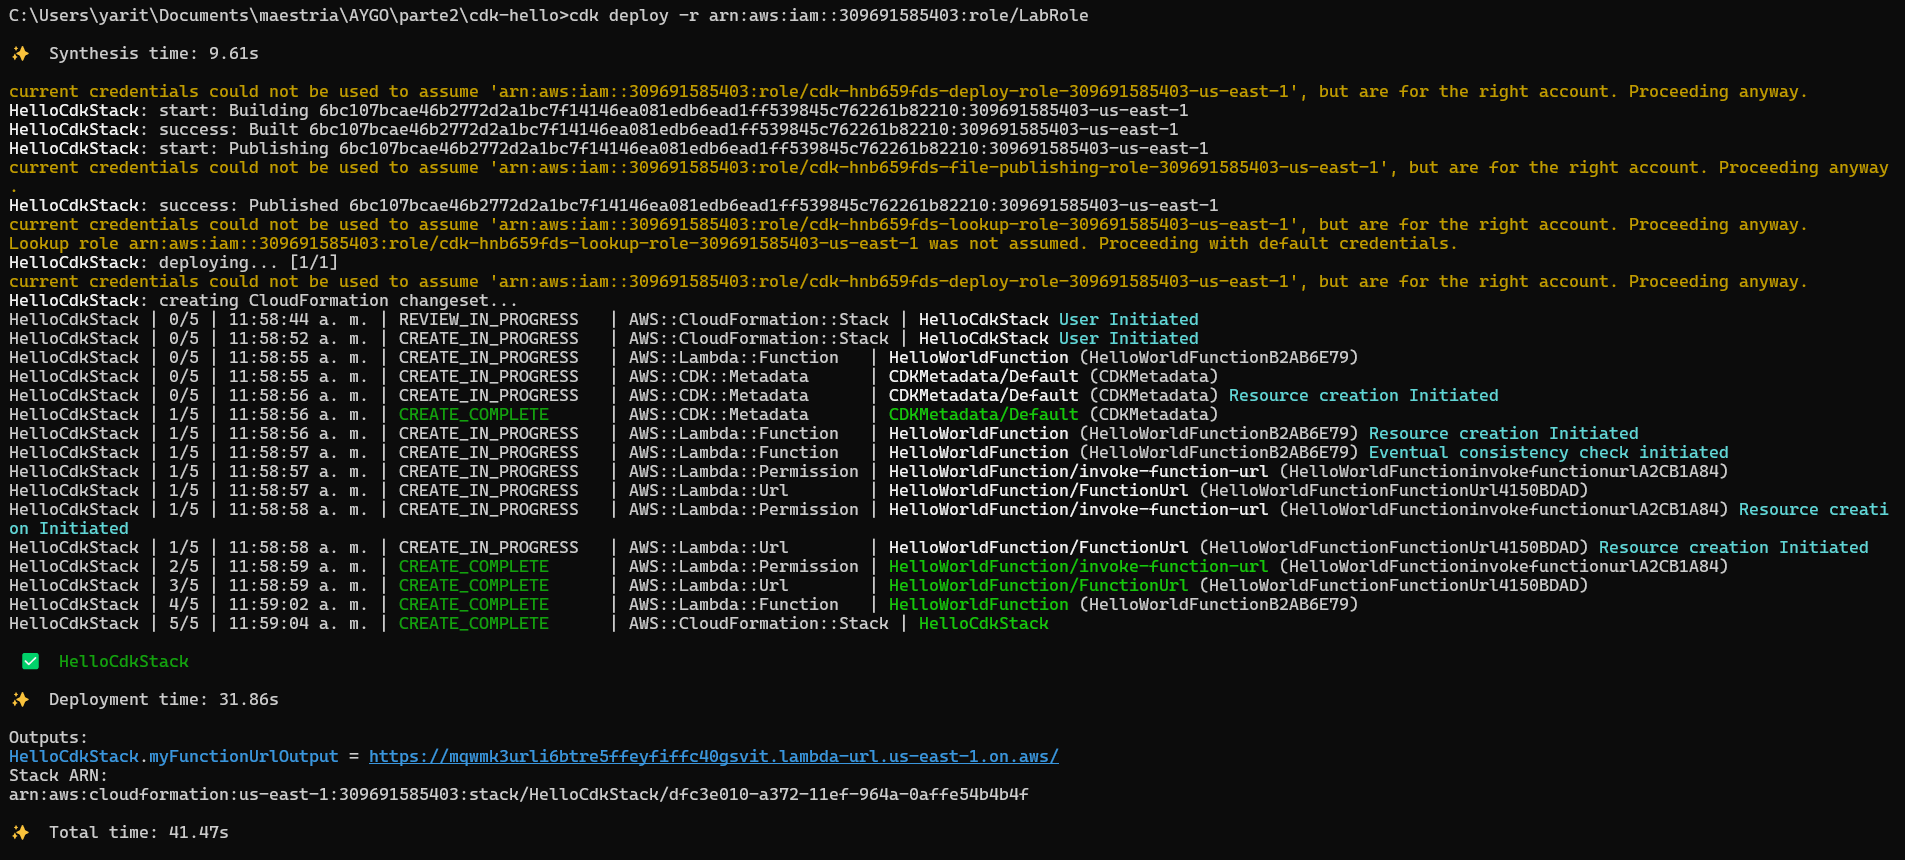 C:\Users\yarit\Documents\maestria\AYGO\parte2\cdk-hello>cdk deploy -r arn:aws:iam::309691585403:role/LabRole
✨  Synthesis time: 9.61s
current credentials could not be used to assume 'arn:aws:iam::309691585403:role/cdk-hnb659fds-deploy-role-309691585403-us-east-1', but are for the right account. Proceeding anyway.
HelloCdkStack: start: Building 6bc107bcae46b2772d2a1bc7f14146ea081edb6ead1ff539845c762261b82210:309691585403-us-east-1
HelloCdkStack: success: Built 6bc107bcae46b2772d2a1bc7f14146ea081edb6ead1ff539845c762261b82210:309691585403-us-east-1
HelloCdkStack: start: Publishing 6bc107bcae46b2772d2a1bc7f14146ea081edb6ead1ff539845c762261b82210:309691585403-us-east-1
current credentials could not be used to assume 'arn:aws:iam::309691585403:role/cdk-hnb659fds-file-publishing-role-309691585403-us-east-1', but are for the right account. Proceeding anyway
.
HelloCdkStack: success: Published 6bc107bcae46b2772d2a1bc7f14146ea081edb6ead1ff539845c762261b82210:309691585403-us-east-1
current credentials could not be used to assume 'arn:aws:iam::309691585403:role/cdk-hnb659fds-lookup-role-309691585403-us-east-1', but are for the right account. Proceeding anyway.
Lookup role arn:aws:iam::309691585403:role/cdk-hnb659fds-lookup-role-309691585403-us-east-1 was not assumed. Proceeding with default credentials.
HelloCdkStack: deploying... [1/1]
current credentials could not be used to assume 'arn:aws:iam::309691585403:role/cdk-hnb659fds-deploy-role-309691585403-us-east-1', but are for the right account. Proceeding anyway.
HelloCdkStack: creating CloudFormation changeset...
HelloCdkStack | 0/5 | 11:58:44 a. m. | REVIEW_IN_PROGRESS   | AWS::CloudFormation::Stack | HelloCdkStack User Initiated
HelloCdkStack | 0/5 | 11:58:52 a. m. | CREATE_IN_PROGRESS   | AWS::CloudFormation::Stack | HelloCdkStack User Initiated
HelloCdkStack | 0/5 | 11:58:55 a. m. | CREATE_IN_PROGRESS   | AWS::Lambda::Function   | HelloWorldFunction (HelloWorldFunctionB2AB6E79)
HelloCdkStack | 0/5 | 11:58:55 a. m. | CREATE_IN_PROGRESS   | AWS::CDK::Metadata      | CDKMetadata/Default (CDKMetadata)
HelloCdkStack | 0/5 | 11:58:56 a. m. | CREATE_IN_PROGRESS   | AWS::CDK::Metadata      | CDKMetadata/Default (CDKMetadata) Resource creation Initiated
HelloCdkStack | 1/5 | 11:58:56 a. m. | CREATE_COMPLETE      | AWS::CDK::Metadata      | CDKMetadata/Default (CDKMetadata)
HelloCdkStack | 1/5 | 11:58:56 a. m. | CREATE_IN_PROGRESS   | AWS::Lambda::Function   | HelloWorldFunction (HelloWorldFunctionB2AB6E79) Resource creation Initiated
HelloCdkStack | 1/5 | 11:58:57 a. m. | CREATE_IN_PROGRESS   | AWS::Lambda::Function   | HelloWorldFunction (HelloWorldFunctionB2AB6E79) Eventual consistency check initiated
HelloCdkStack | 1/5 | 11:58:57 a. m. | CREATE_IN_PROGRESS   | AWS::Lambda::Permission | HelloWorldFunction/invoke-function-url (HelloWorldFunctioninvokefunctionurlA2CB1A84)
HelloCdkStack | 1/5 | 11:58:57 a. m. | CREATE_IN_PROGRESS   | AWS::Lambda::Url        | HelloWorldFunction/FunctionUrl (HelloWorldFunctionFunctionUrl4150BDAD)
HelloCdkStack | 1/5 | 11:58:58 a. m. | CREATE_IN_PROGRESS   | AWS::Lambda::Permission | HelloWorldFunction/invoke-function-url (HelloWorldFunctioninvokefunctionurlA2CB1A84) Resource creati
on Initiated
HelloCdkStack | 1/5 | 11:58:58 a. m. | CREATE_IN_PROGRESS   | AWS::Lambda::Url        | HelloWorldFunction/FunctionUrl (HelloWorldFunctionFunctionUrl4150BDAD) Resource creation Initiated
HelloCdkStack | 2/5 | 11:58:59 a. m. | CREATE_COMPLETE      | AWS::Lambda::Permission | HelloWorldFunction/invoke-function-url (HelloWorldFunctioninvokefunctionurlA2CB1A84)
HelloCdkStack | 3/5 | 11:58:59 a. m. | CREATE_COMPLETE      | AWS::Lambda::Url        | HelloWorldFunction/FunctionUrl (HelloWorldFunctionFunctionUrl4150BDAD)
HelloCdkStack | 4/5 | 11:59:02 a. m. | CREATE_COMPLETE      | AWS::Lambda::Function   | HelloWorldFunction (HelloWorldFunctionB2AB6E79)
HelloCdkStack | 5/5 | 11:59:04 a. m. | CREATE_COMPLETE      | AWS::CloudFormation::Stack | HelloCdkStack
✅  HelloCdkStack
✨  Deployment time: 31.86s
Outputs:
HelloCdkStack.myFunctionUrlOutput = https://mqwmk3urli6btre5ffeyfiffc40gsvit.lambda-url.us-east-1.on.aws/
Stack ARN:
arn:aws:cloudformation:us-east-1:309691585403:stack/HelloCdkStack/dfc3e010-a372-11ef-964a-0affe54b4b4f
✨  Total time: 41.47s